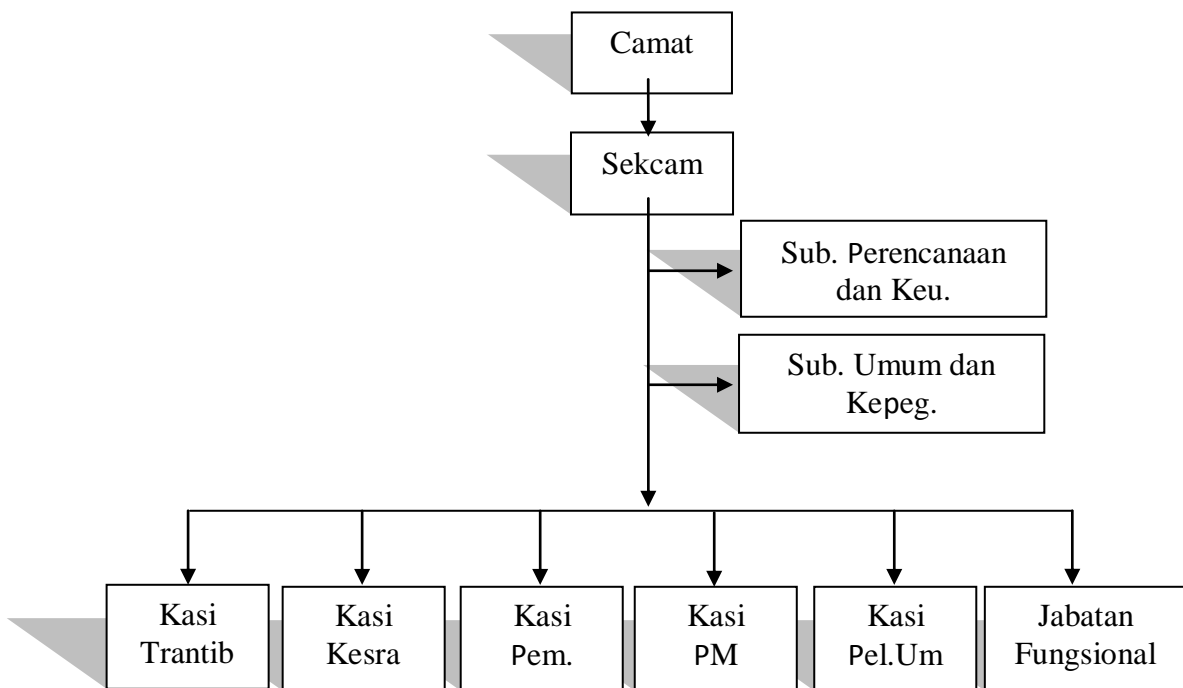 Camat
Sekcam
Sub. Perencanaan
dan Keu.
Sub. Umum dan
Kepeg.
Kasi
Trantib
Kasi
Kesra
Kasi
Pem.
Kasi
PM
Kasi
Pel.Um
Jabatan
Fungsional